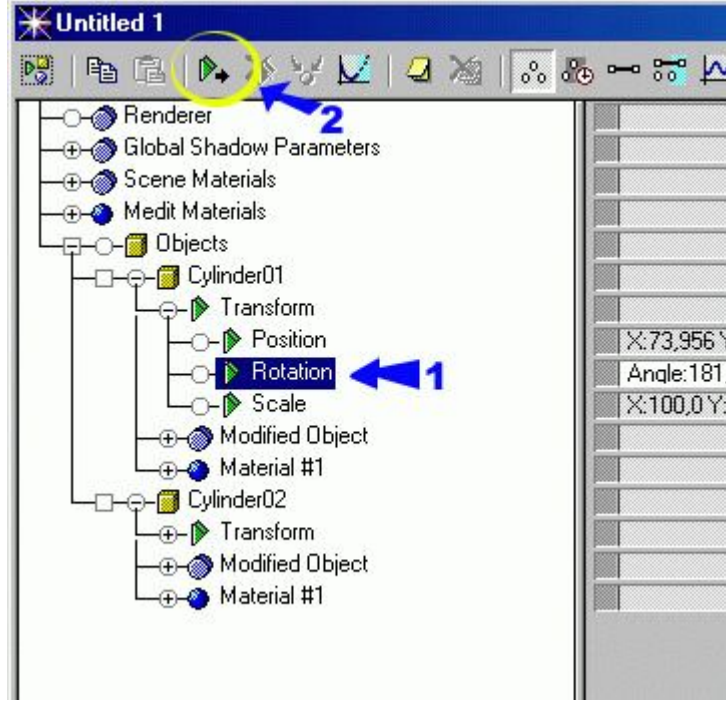 Untitled 1
2
Renderer
Global Shadow Parameters
Scene Materials
Medit Materials
Objects
Cylinder01
Transform
Position
X:73,956 Y
Rotation
1
Angle:181,
Scale
X:100,0 Y:
Modified Object
Material #1
Cylinder02
Transform
Modified Object
Material #1